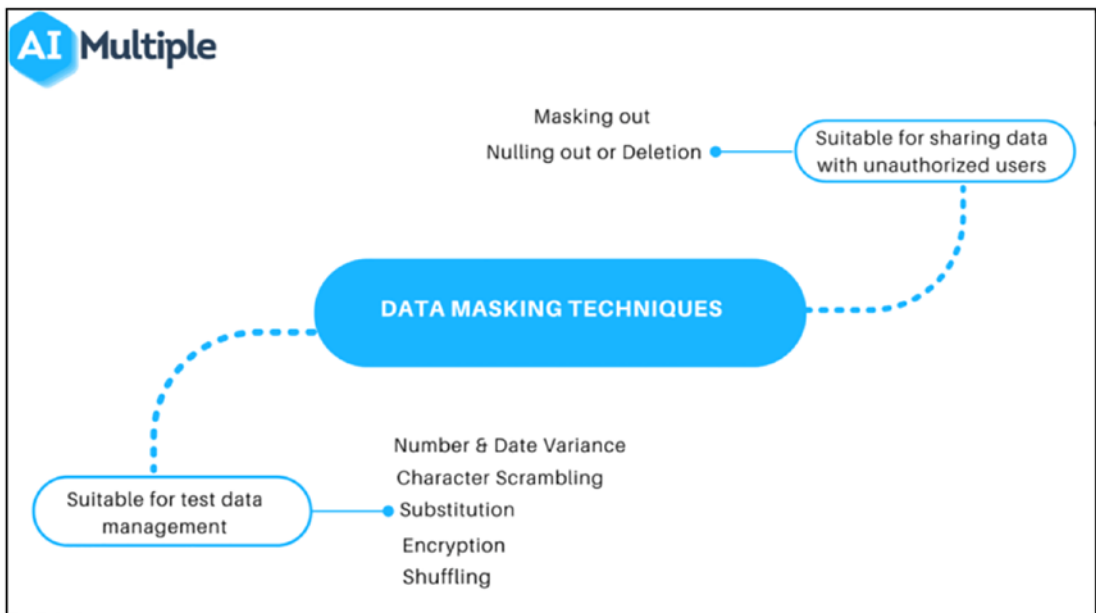 AI Multiple
Masking out
Nulling out or Deletion
Suitable for sharing data
with unauthorized users
DATA MASKING TECHNIQUES
Number & Date Variance
Character Scrambling
Substitution
Encryption
Shuffling
Suitable for test data
management